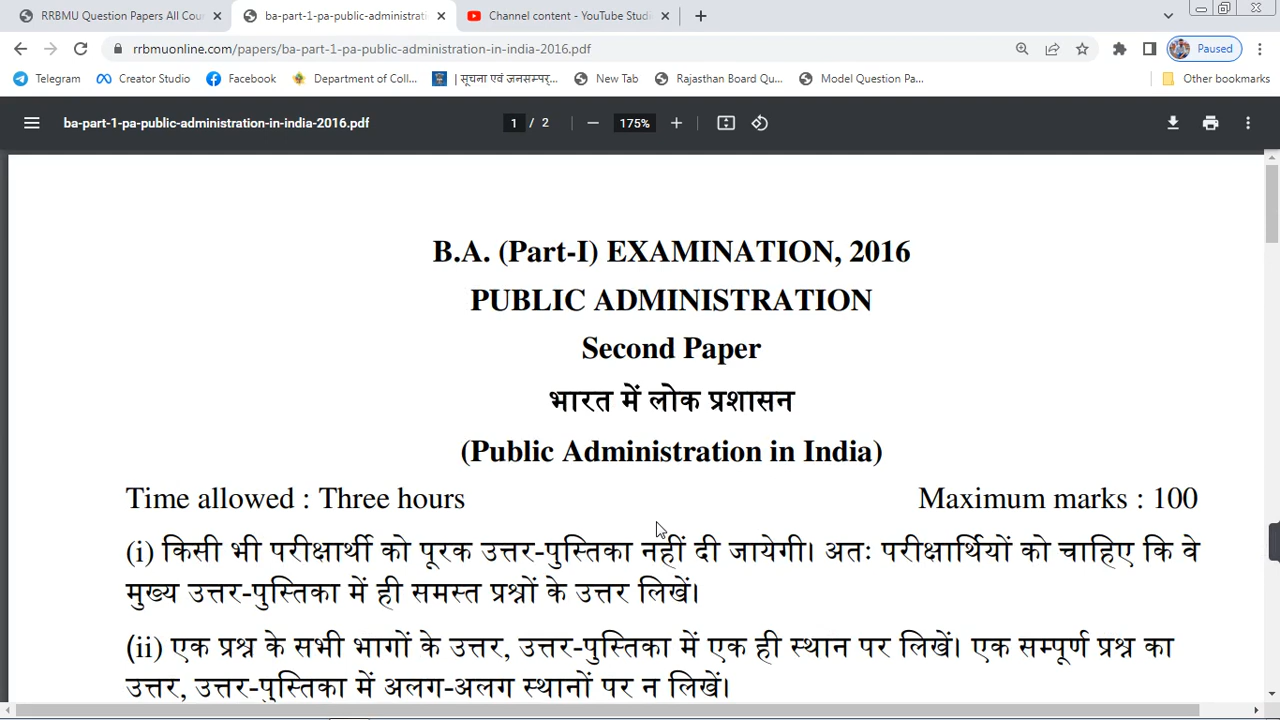 RRBMU Question Papers All Cour
ba-part-1-pa-public-administrati
Channel content - YouTube Studi
rrbmuonline.com/papers/ba-part-1-pa-public-administration-in-india-2016.pdf
Paused
Telegram Creator Studio Facebook Department of Coll... | सूचना एवं जनसम्पर्... New Tab Rajasthan Board Qu... Model Question Pa... Other bookmarks
ba-part-1-pa-public-administration-in-india-2016.pdf 1 / 2 175%
B.A. (Part-I) EXAMINATION, 2016
PUBLIC ADMINISTRATION
Second Paper
भारत में लोक प्रशासन
(Public Administration in India)
Time allowed : Three hours Maximum marks : 100
(i) किसी भी परीक्षार्थी को पूरक उत्तर-पुस्तिका नहीं दी जायेगी। अतः परीक्षार्थियों को चाहिए कि वे
मुख्य उत्तर-पुस्तिका में ही समस्त प्रश्नों के उत्तर लिखें।
(ii) एक प्रश्न के सभी भागों के उत्तर, उत्तर-पुस्तिका में एक ही स्थान पर लिखें। एक सम्पूर्ण प्रश्न का
उत्तर, उत्तर-पुस्तिका में अलग-अलग स्थानों पर न लिखें।